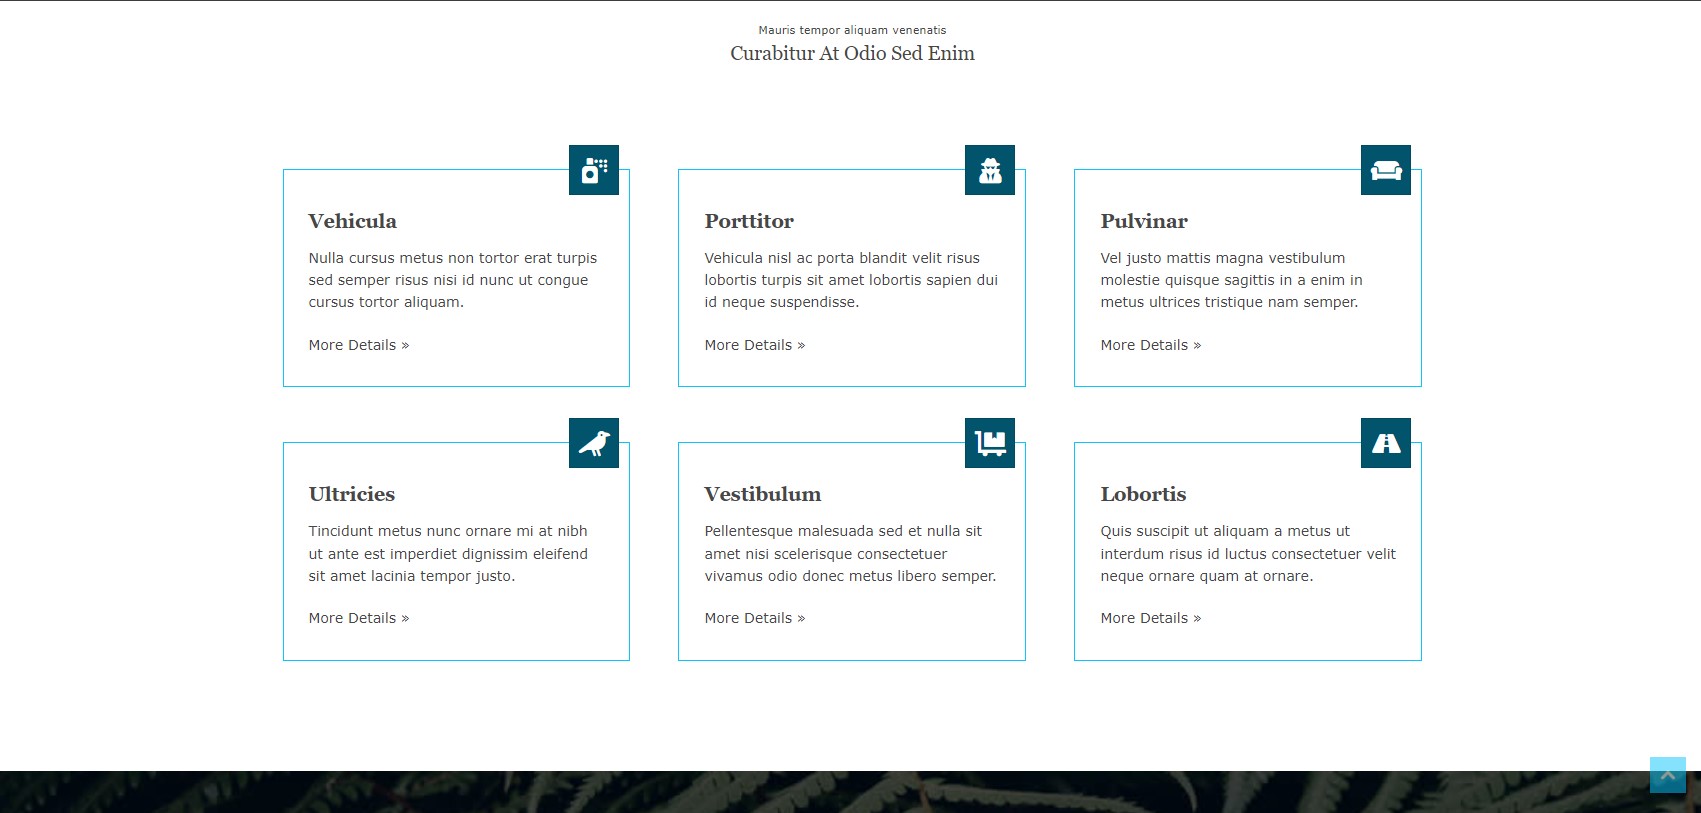 Mauris tempor aliquam venenatis
Curabitur At Odio Sed Enim
Vehicula
Nulla cursus metus non tortor erat turpis
sed semper risus nisi id nunc ut congue
cursus tortor aliquam.
More Details »
Porttitor
Vehicula nisl ac porta blandit velit risus
lobortis turpis sit amet lobortis sapien dui
id neque suspendisse.
More Details »
Pulvinar
Vel justo mattis magna vestibulum
molestie quisque sagittis in a enim in
metus ultrices tristique nam semper.
More Details »
Ultricies
Tincidunt metus nunc ornare mi at nibh
ut ante est imperdiet dignissim eleifend
sit amet lacinia tempor justo.
More Details »
Vestibulum
Pellentesque malesuada sed et nulla sit
amet nisi scelerisque consectetuer
vivamus odio donec metus libero semper.
More Details »
Lobortis
Quis suscipit ut aliquam a metus ut
interdum risus id luctus consectetuer velit
neque ornare quam at ornare.
More Details »